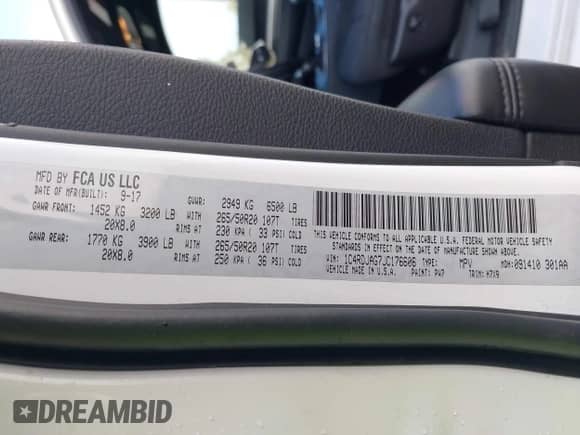 MFD BY FCA US LLC
DATE OF MFR(BUILT): 9-17 GVWR: 2949 KG 6500 LB
GAWR FRONT: 1452 KG 3200 LB WITH 265/50R20 107T TIRES
20X8.0 RIMS AT 230 KPA ( 33 PSI) COLD
GAWR REAR: 1770 KG 3900 LB WITH 265/50R20 107T TIRES
20X8.0 RIMS AT 250 KPA ( 36 PSI) COLD
THIS VEHICLE CONFORMS TO ALL APPLICABLE U.S.A. FEDERAL MOTOR VEHICLE SAFETY
STANDARDS IN EFFECT ON THE DATE OF MANUFACTURE SHOWN ABOVE.
VIN: 1C4RDJAG7JC176606 TYPE: MPV MDH: 091410 301AA
MADE IN U.S.A. PAINT: PW7 TRIM: H7X9
DREAMBID